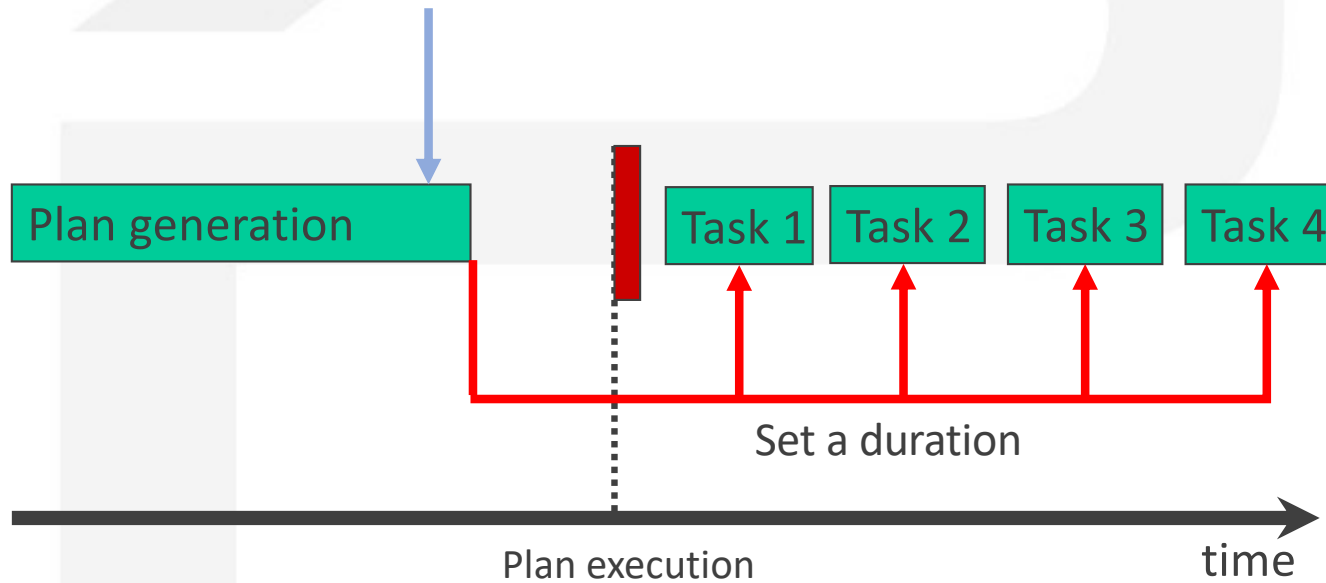 Plan generation
Task 1
Task 2
Task 3
Task 4
Set a duration
Plan execution
time